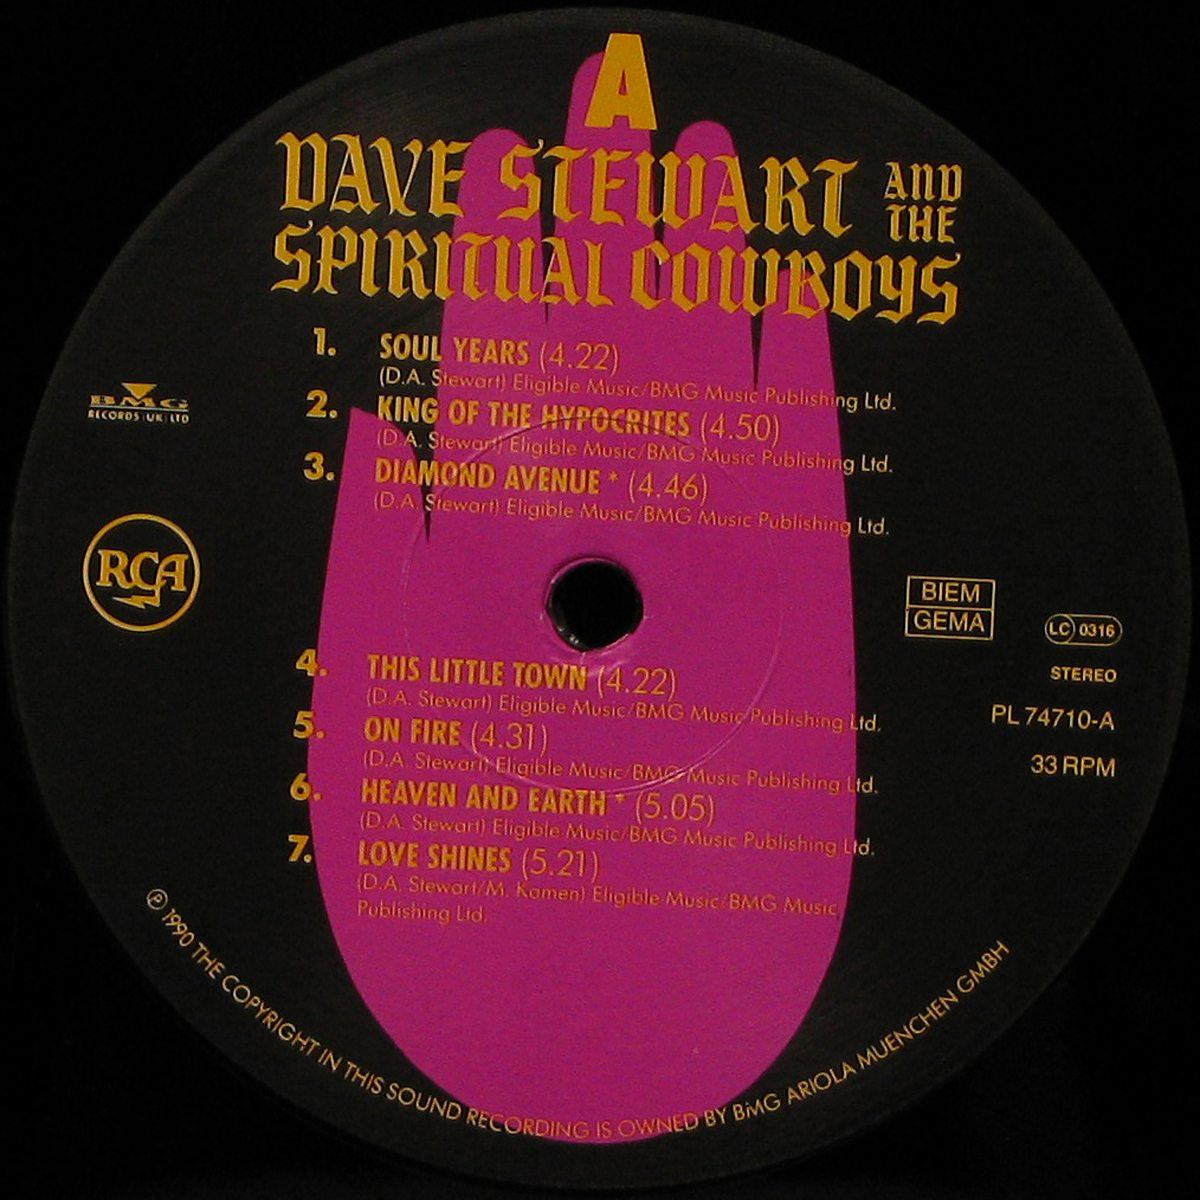 A
DAVE STEWART AND THE
SPIRITUAL COWBOYS
1. SOUL YEARS (4.22)
(D.A. Stewart) Eligible Music/BMG Music Publishing Ltd.
2. KING OF THE HYPOCRITES (4.50)
(D.A. Stewart) Eligible Music/BMG Music Publishing Ltd.
3. DIAMOND AVENUE * (4.46)
(D.A. Stewart) Eligible Music/BMG Music Publishing Ltd.
BMG
RECORDS (UK) LTD
RCA
BIEM
GEMA
LC 0316
STEREO
PL 74710-A
33 RPM
4. THIS LITTLE TOWN (4.22)
(D.A. Stewart) Eligible Music/BMG Music Publishing Ltd.
5. ON FIRE (4.31)
(D.A. Stewart) Eligible Music/BMG Music Publishing Ltd.
6. HEAVEN AND EARTH * (5.05)
(D.A. Stewart) Eligible Music/BMG Music Publishing Ltd.
7. LOVE SHINES (5.21)
(D.A. Stewart/M. Kamen) Eligible Music/BMG Music
Publishing Ltd.
℗ 1990 THE COPYRIGHT IN THIS SOUND RECORDING IS OWNED BY BMG ARIOLA MUENCHEN GMBH